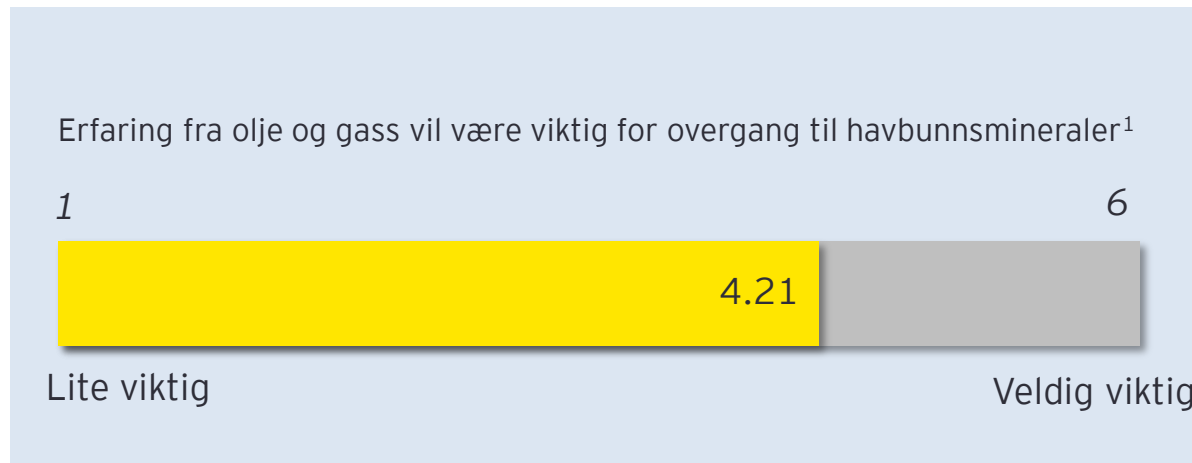 Erfaring fra olje og gass vil være viktig for overgang til havbunnsmineraler¹
1 6
4.21
Lite viktig Veldig viktig